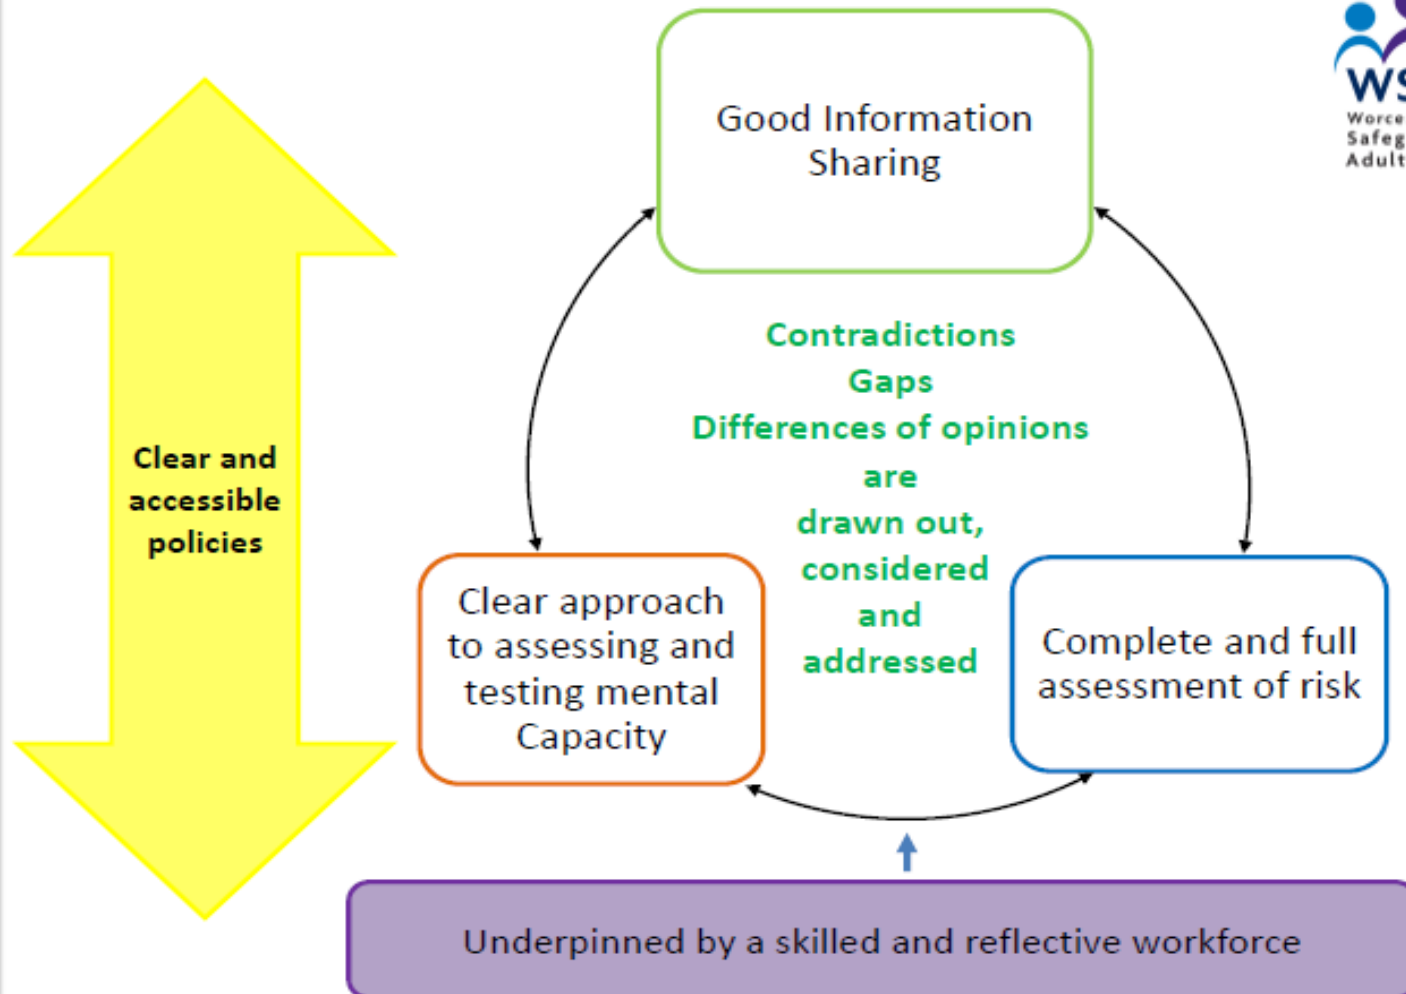 Good Information
Sharing
Contradictions
Gaps
Differences of opinions
are
drawn out,
considered
and
addressed
Clear and
accessible
policies
Clear approach
to assessing and
testing mental
Capacity
Complete and full
assessment of risk
Underpinned by a skilled and reflective workforce